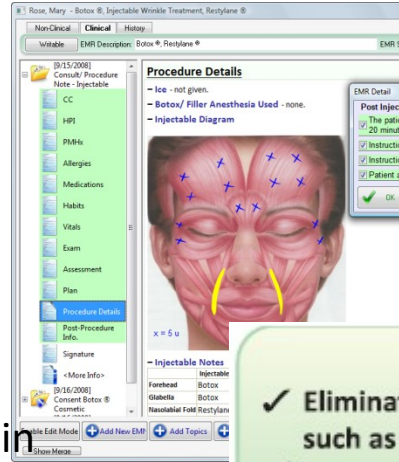 Rose, Mary - Botox ®, Injectable Wrinkle Treatment, Restylane ®
Non-Clinical Clinical History
Writable EMR Description: Botox ®, Restylane ® EMR S
[9/15/2008]
Consult/ Procedure
Note - Injectable
CC
HPI
PMHx
Allergies
Medications
Habits
Vitals
Exam
Assessment
Plan
Procedure Details
Post-Procedure
Info.
Signature
<More Info>
[9/16/2008]
Consent Botox ®
Cosmetic
Procedure Details
– Ice - not given.
– Botox/ Filler Anesthesia Used - none.
– Injectable Diagram
x = 5 u
– Injectable Notes
Injectable
Forehead Botox
Glabella Botox
Nasolabial Fold Restylan
EMR Detail
Post Injec
The patie
20 minut
Instruction
Instruction
Patient a
OK
ble Edit Mode Add New EMR Add Topics
Show Merge
in
✓ Eliminat
such as